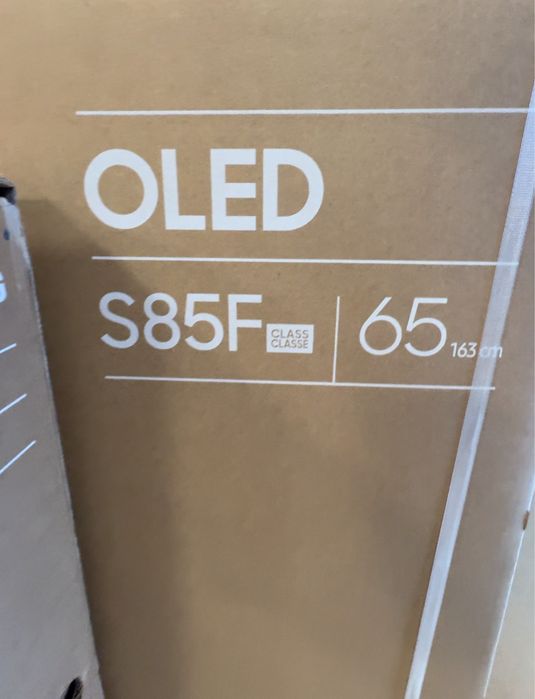 OLED
S85F CLASS CLASSE 65 163 cm